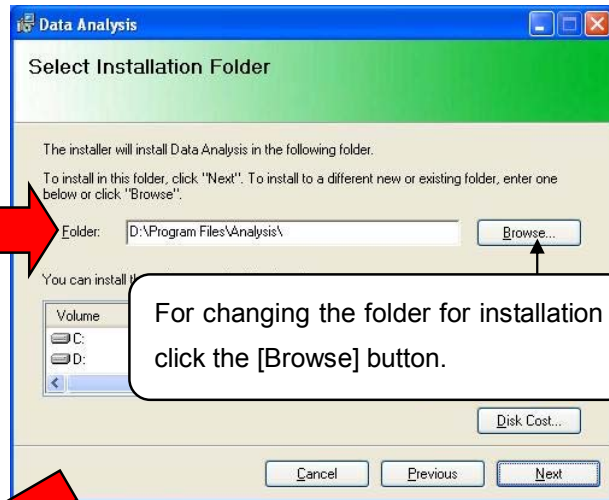 Data Analysis
Select Installation Folder
The installer will install Data Analysis in the following folder.
To install in this folder, click "Next". To install to a different new or existing folder, enter one
below or click "Browse".
Folder: D:\Program Files\Analysis\ Browse...
You can install
For changing the folder for installation
click the [Browse] button.
Volume
C:
D:
Disk Cost...
Cancel Previous Next